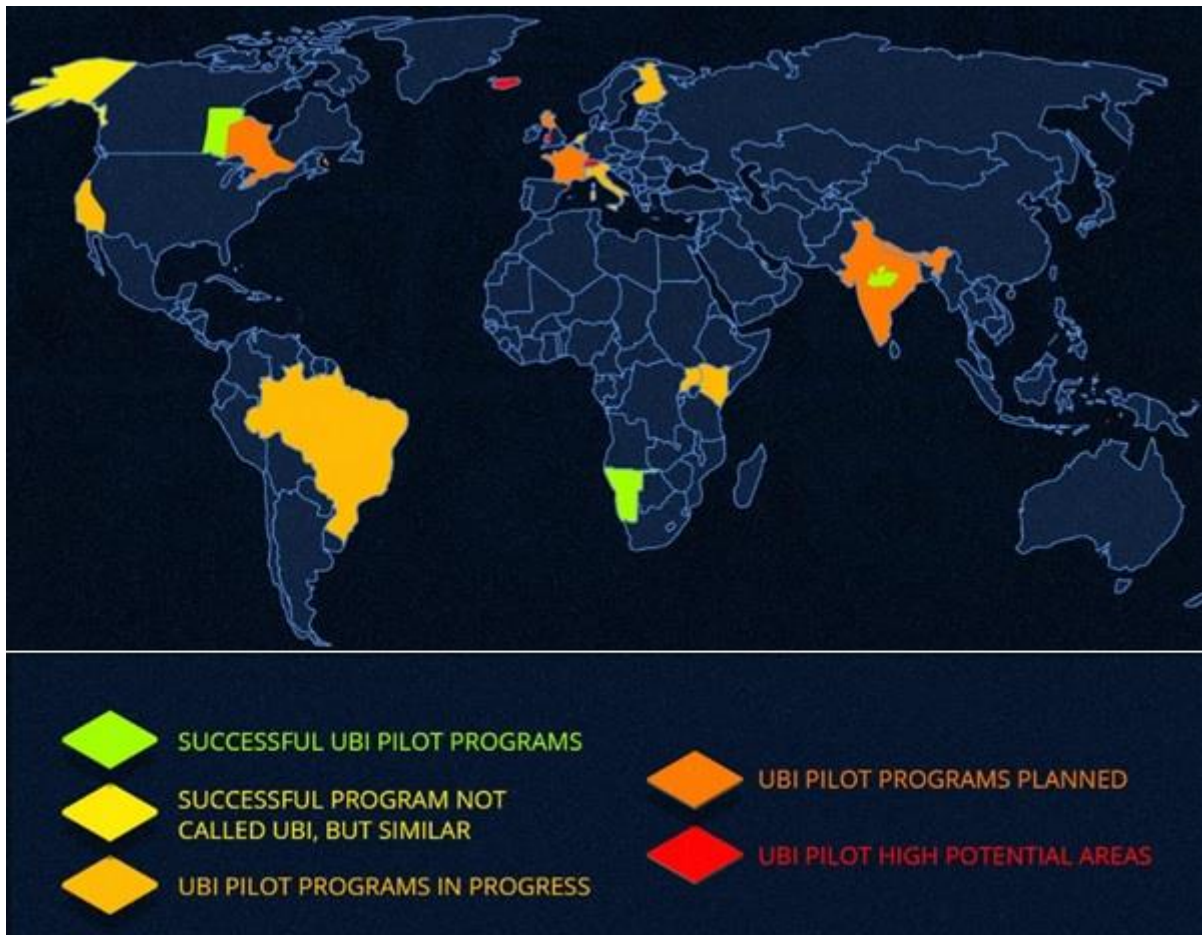 SUCCESSFUL UBI PILOT PROGRAMS
SUCCESSFUL PROGRAM NOT
CALLED UBI, BUT SIMILAR
UBI PILOT PROGRAMS IN PROGRESS
UBI PILOT PROGRAMS PLANNED
UBI PILOT HIGH POTENTIAL AREAS